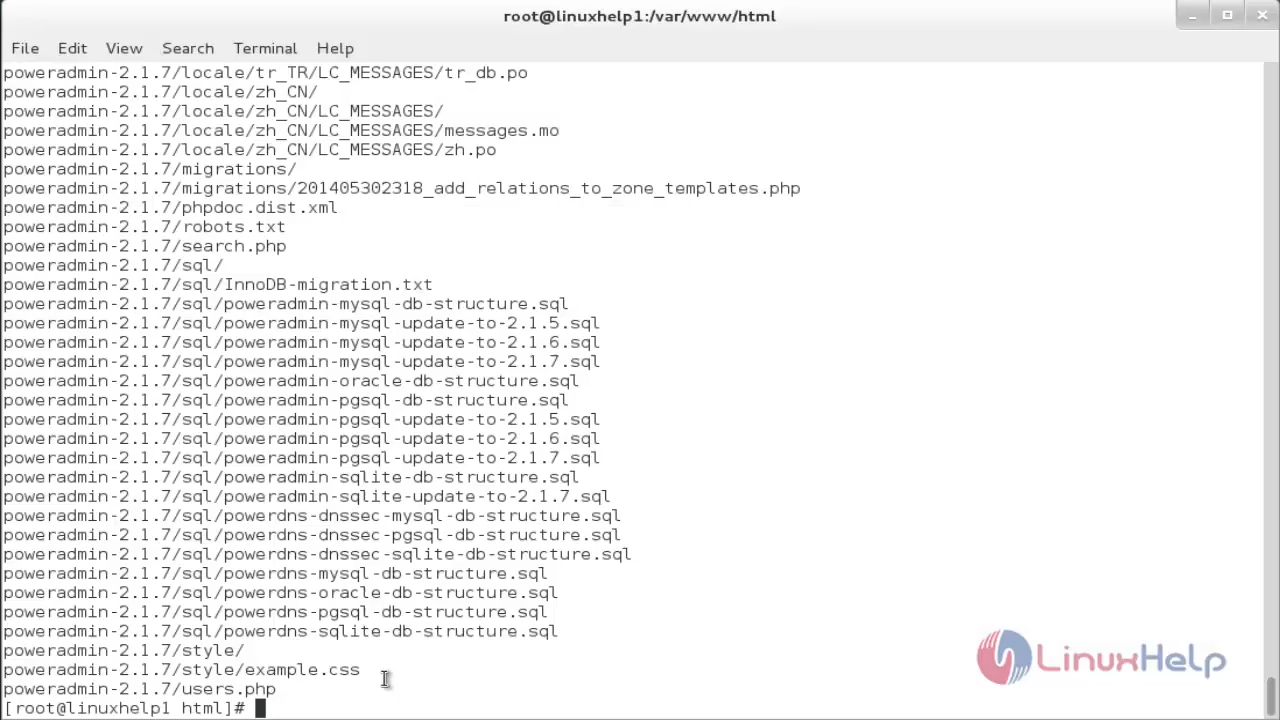 root@linuxhelp1:/var/www/html
File Edit View Search Terminal Help
poweradmin-2.1.7/locale/tr_TR/LC_MESSAGES/tr_db.po
poweradmin-2.1.7/locale/zh_CN/
poweradmin-2.1.7/locale/zh_CN/LC_MESSAGES/
poweradmin-2.1.7/locale/zh_CN/LC_MESSAGES/messages.mo
poweradmin-2.1.7/locale/zh_CN/LC_MESSAGES/zh.po
poweradmin-2.1.7/migrations/
poweradmin-2.1.7/migrations/201405302318_add_relations_to_zone_templates.php
poweradmin-2.1.7/phpdoc.dist.xml
poweradmin-2.1.7/robots.txt
poweradmin-2.1.7/search.php
poweradmin-2.1.7/sql/
poweradmin-2.1.7/sql/InnoDB-migration.txt
poweradmin-2.1.7/sql/poweradmin-mysql-db-structure.sql
poweradmin-2.1.7/sql/poweradmin-mysql-update-to-2.1.5.sql
poweradmin-2.1.7/sql/poweradmin-mysql-update-to-2.1.6.sql
poweradmin-2.1.7/sql/poweradmin-mysql-update-to-2.1.7.sql
poweradmin-2.1.7/sql/poweradmin-oracle-db-structure.sql
poweradmin-2.1.7/sql/poweradmin-pgsql-db-structure.sql
poweradmin-2.1.7/sql/poweradmin-pgsql-update-to-2.1.5.sql
poweradmin-2.1.7/sql/poweradmin-pgsql-update-to-2.1.6.sql
poweradmin-2.1.7/sql/poweradmin-pgsql-update-to-2.1.7.sql
poweradmin-2.1.7/sql/poweradmin-sqlite-db-structure.sql
poweradmin-2.1.7/sql/poweradmin-sqlite-update-to-2.1.7.sql
poweradmin-2.1.7/sql/powerdns-dnssec-mysql-db-structure.sql
poweradmin-2.1.7/sql/powerdns-dnssec-pgsql-db-structure.sql
poweradmin-2.1.7/sql/powerdns-dnssec-sqlite-db-structure.sql
poweradmin-2.1.7/sql/powerdns-mysql-db-structure.sql
poweradmin-2.1.7/sql/powerdns-oracle-db-structure.sql
poweradmin-2.1.7/sql/powerdns-pgsql-db-structure.sql
poweradmin-2.1.7/sql/powerdns-sqlite-db-structure.sql
poweradmin-2.1.7/style/
poweradmin-2.1.7/style/example.css
poweradmin-2.1.7/users.php
[root@linuxhelp1 html]#
LinuxHelp